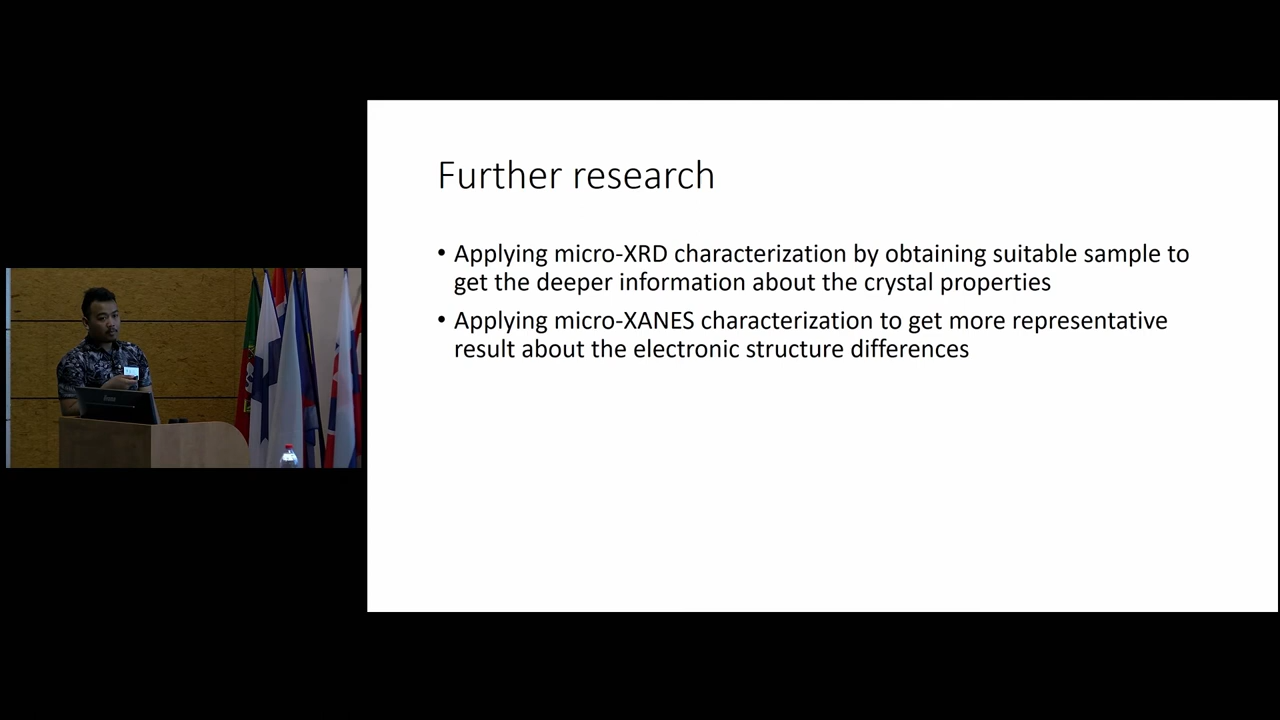 Further research
• Applying micro-XRD characterization by obtaining suitable sample to
get the deeper information about the crystal properties
• Applying micro-XANES characterization to get more representative
result about the electronic structure differences